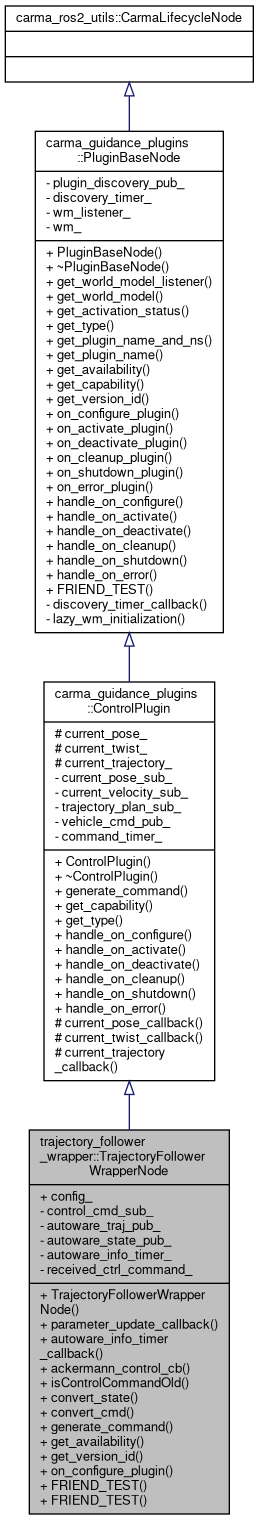 carma_ros2_utils::CarmaLifecycleNode
carma_guidance_plugins
::PluginBaseNode
- plugin_discovery_pub_
- discovery_timer_
- wm_listener_
- wm_
+ PluginBaseNode()
+ ~PluginBaseNode()
+ get_world_model_listener()
+ get_world_model()
+ get_activation_status()
+ get_type()
+ get_plugin_name_and_ns()
+ get_plugin_name()
+ get_availability()
+ get_capability()
+ get_version_id()
+ on_configure_plugin()
+ on_activate_plugin()
+ on_deactivate_plugin()
+ on_cleanup_plugin()
+ on_shutdown_plugin()
+ on_error_plugin()
+ handle_on_configure()
+ handle_on_activate()
+ handle_on_deactivate()
+ handle_on_cleanup()
+ handle_on_shutdown()
+ handle_on_error()
+ FRIEND_TEST()
- discovery_timer_callback()
- lazy_wm_initialization()
carma_guidance_plugins
::ControlPlugin
# current_pose_
# current_twist_
# current_trajectory_
- current_pose_sub_
- current_velocity_sub_
- trajectory_plan_sub_
- vehicle_cmd_pub_
- command_timer_
+ ControlPlugin()
+ ~ControlPlugin()
+ generate_command()
+ get_capability()
+ get_type()
+ handle_on_configure()
+ handle_on_activate()
+ handle_on_deactivate()
+ handle_on_cleanup()
+ handle_on_shutdown()
+ handle_on_error()
# current_pose_callback()
# current_twist_callback()
# current_trajectory
_callback()
trajectory_follower
_wrapper::TrajectoryFollower
WrapperNode
+ config_
- control_cmd_sub_
- autoware_traj_pub_
- autoware_state_pub_
- autoware_info_timer_
- received_ctrl_command_
+ TrajectoryFollowerWrapper
Node()
+ parameter_update_callback()
+ autoware_info_timer
_callback()
+ ackermann_control_cb()
+ isControlCommandOld()
+ convert_state()
+ convert_cmd()
+ generate_command()
+ get_availability()
+ get_version_id()
+ on_configure_plugin()
+ FRIEND_TEST()
+ FRIEND_TEST()